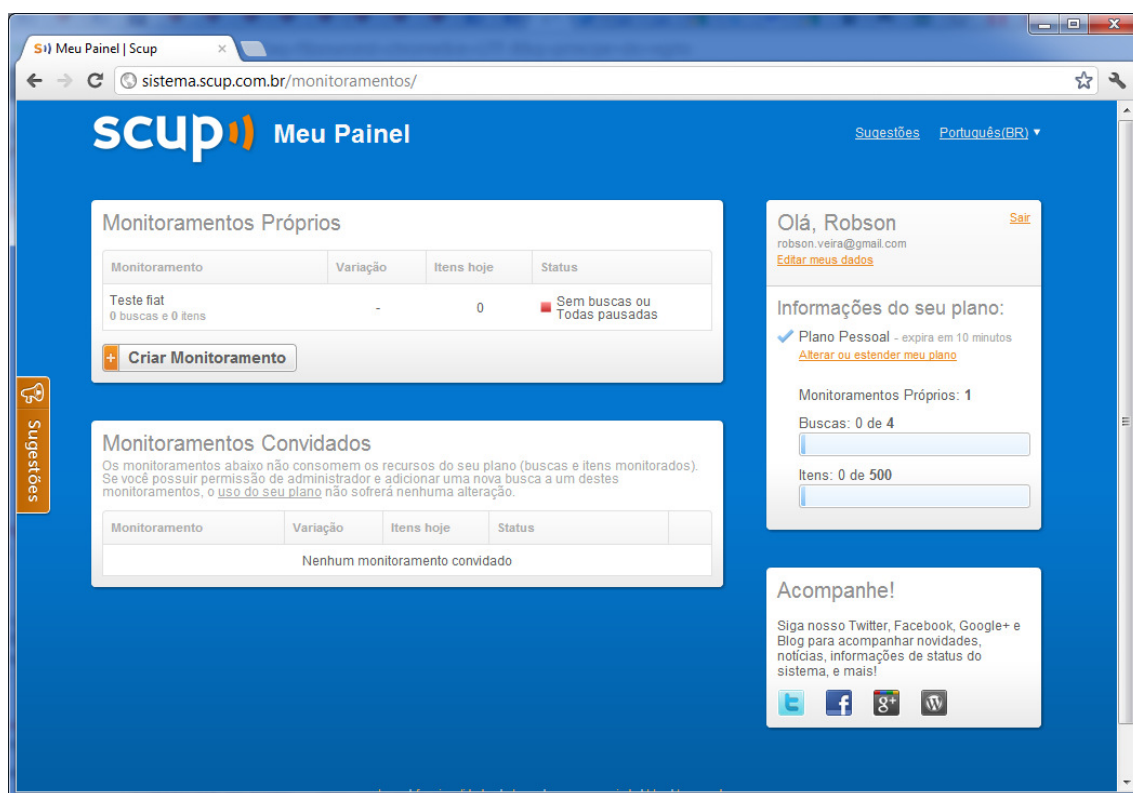 Meu Painel | Scup
sistema.scup.com.br/monitoramentos/
scup Meu Painel
Sugestões Português(BR)
Monitoramentos Próprios
Monitoramento Variação Itens hoje Status
Teste fiat
0 buscas e 0 itens
- 0 Sem buscas ou
Todas pausadas
+ Criar Monitoramento
Sugestões
Monitoramentos Convidados
Os monitoramentos abaixo não consomem os recursos do seu plano (buscas e itens monitorados).
Se você possuir permissão de administrador e adicionar uma nova busca a um destes
monitoramentos, o uso do seu plano não sofrerá nenhuma alteração.
Monitoramento Variação Itens hoje Status
Nenhum monitoramento convidado
Olá, Robson Sair
robson.veira@gmail.com
Editar meus dados
Informações do seu plano:
Plano Pessoal - expira em 10 minutos
Alterar ou estender meu plano
Monitoramentos Próprios: 1
Buscas: 0 de 4
Itens: 0 de 500
Acompanhe!
Siga nosso Twitter, Facebook, Google+ e
Blog para acompanhar novidades,
notícias, informações de status do
sistema, e mais!